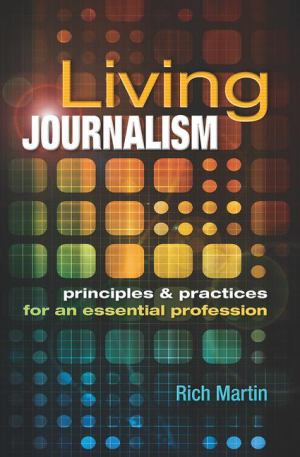 Living
JOURNALISM
principles & practices
for an essential profession
Rich Martin